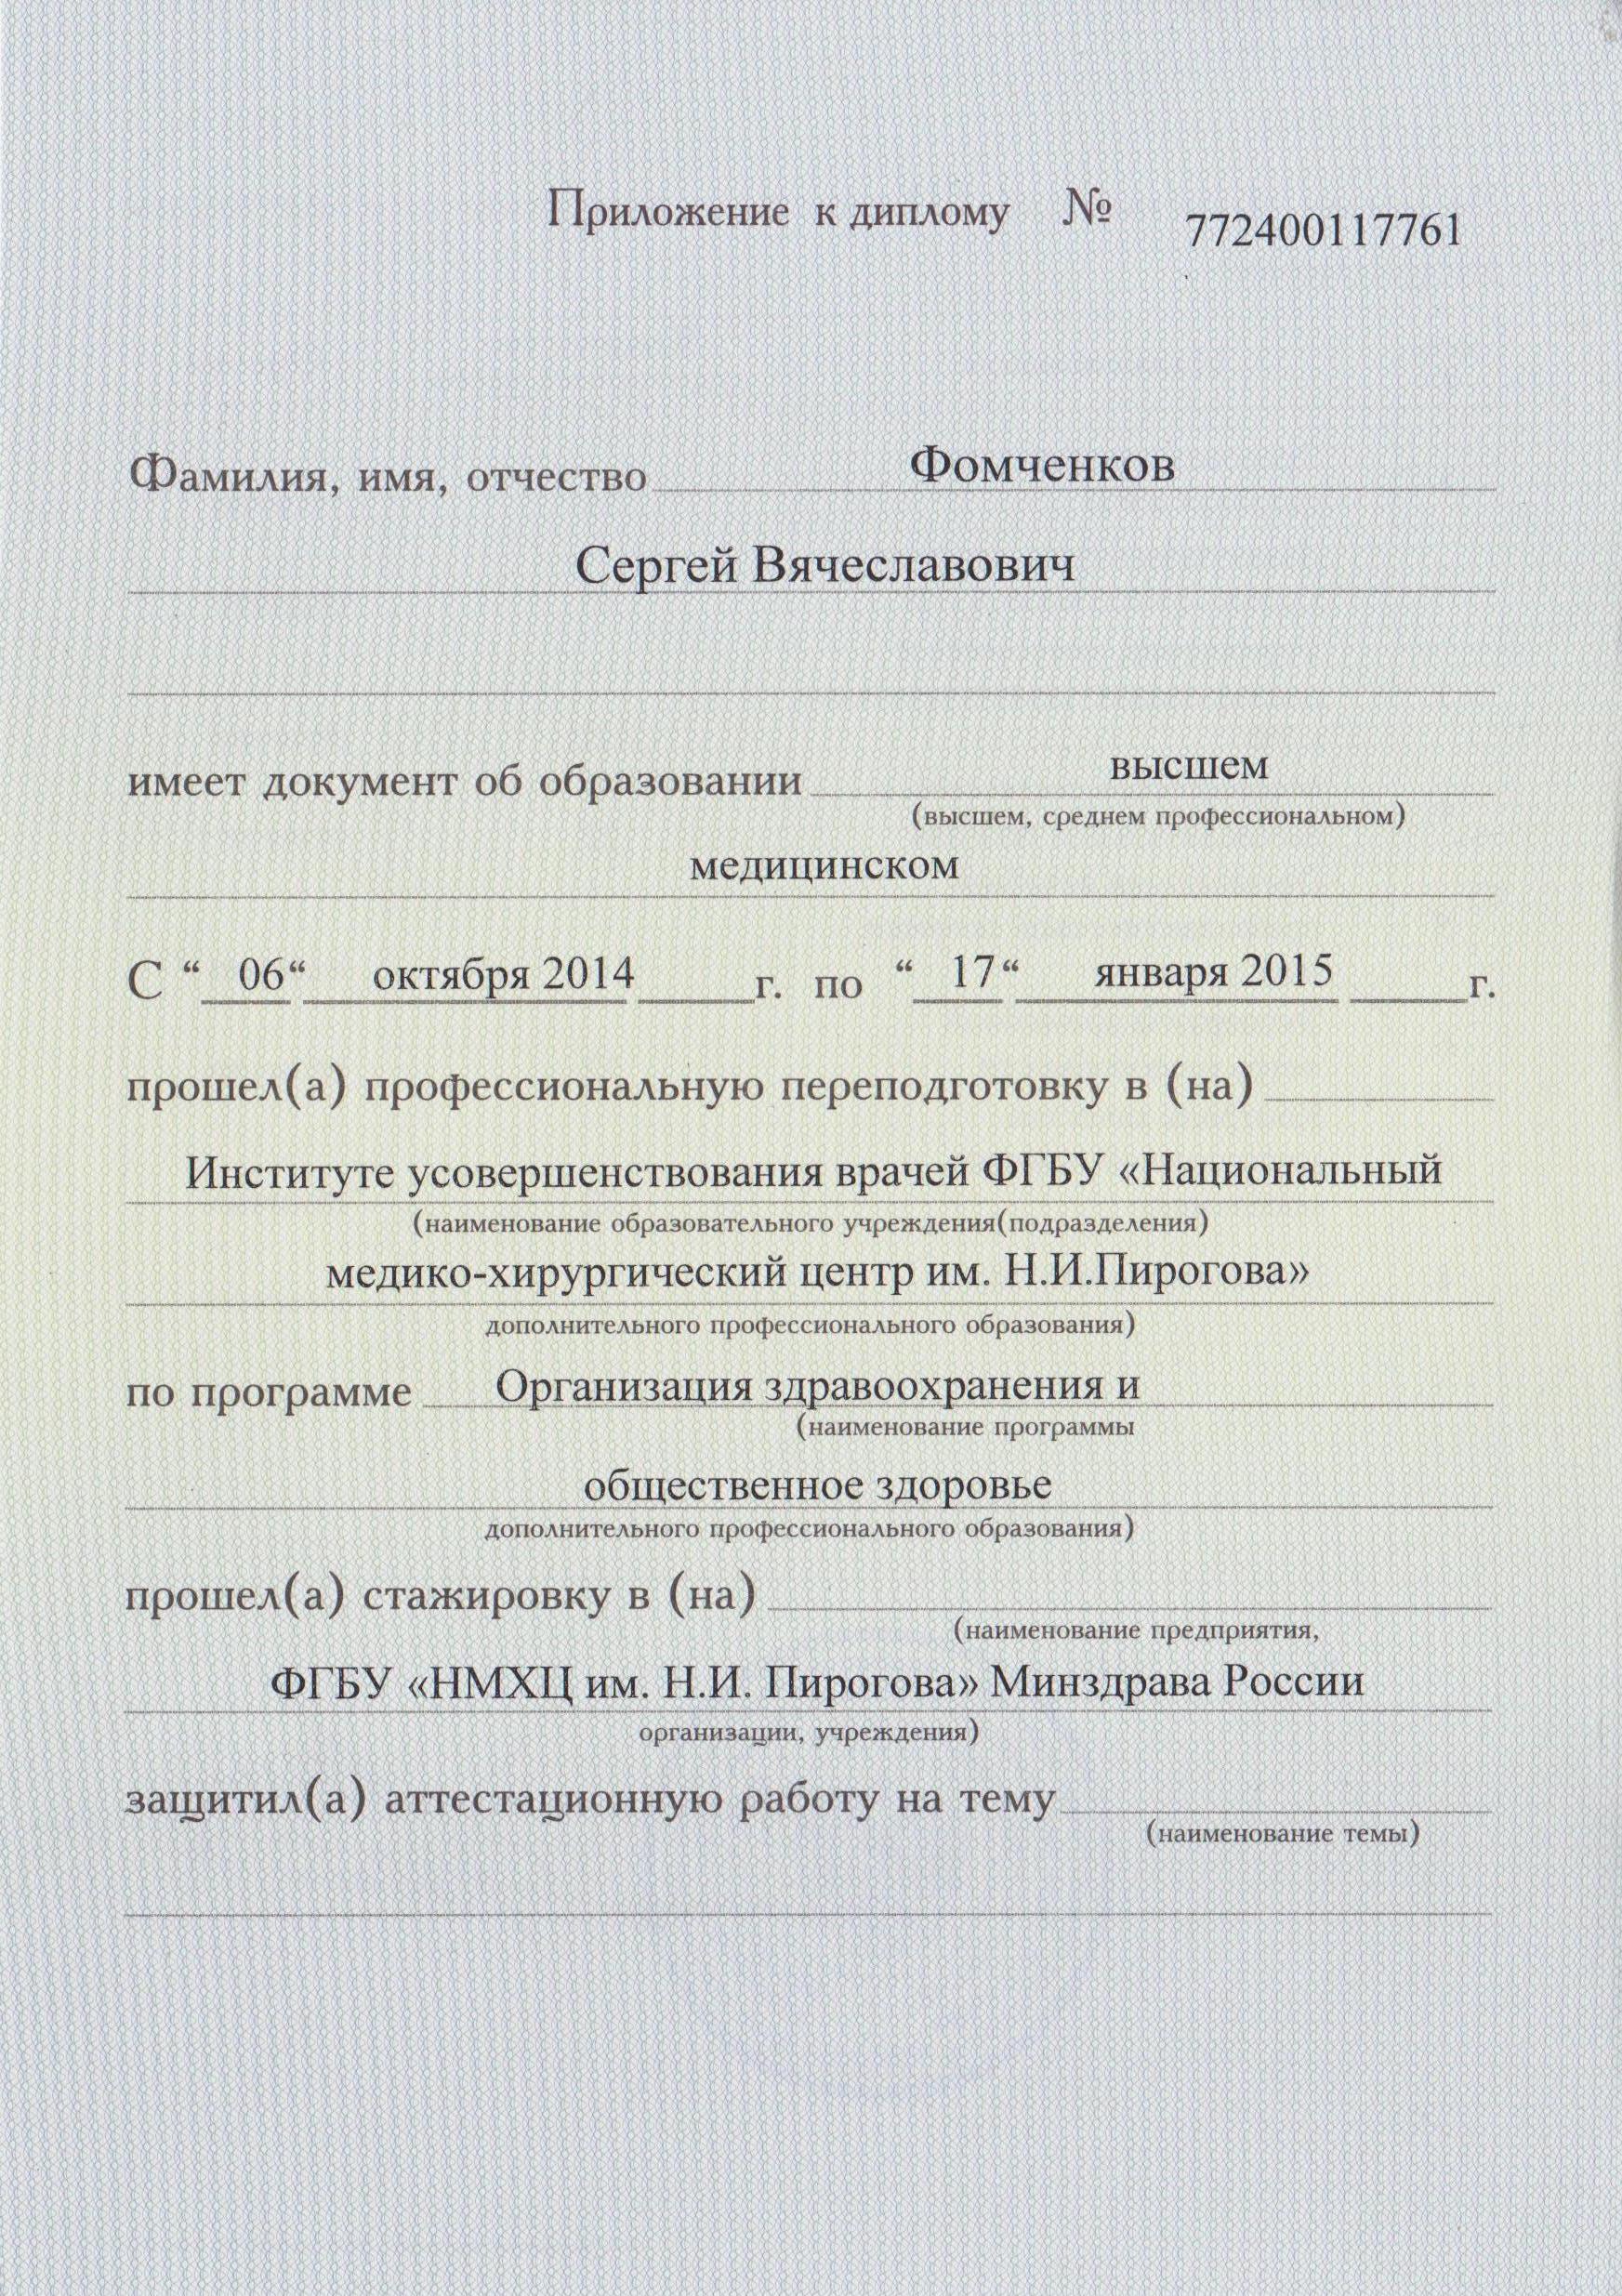 Приложение к диплому № 772400117761
Фамилия, имя, отчество Фомченков
Сергей Вячеславович
имеет документ об образовании высшем
(высшем, среднем профессиональном)
медицинском
С “ 06“ октября 2014 г. по “ 17“ января 2015 г.
прошел(а) профессиональную переподготовку в (на)
Институте усовершенствования врачей ФГБУ «Национальный
(наименование образовательного учреждения(подразделения)
медико-хирургический центр им. Н.И.Пирогова»
дополнительного профессионального образования)
по программе Организация здравоохранения и
(наименование программы
общественное здоровье
дополнительного профессионального образования)
прошел(а) стажировку в (на)
(наименование предприятия,
ФГБУ «НМХЦ им. Н.И. Пирогова» Минздрава России
организации, учреждения)
защитил(а) аттестационную работу на тему
(наименование темы)